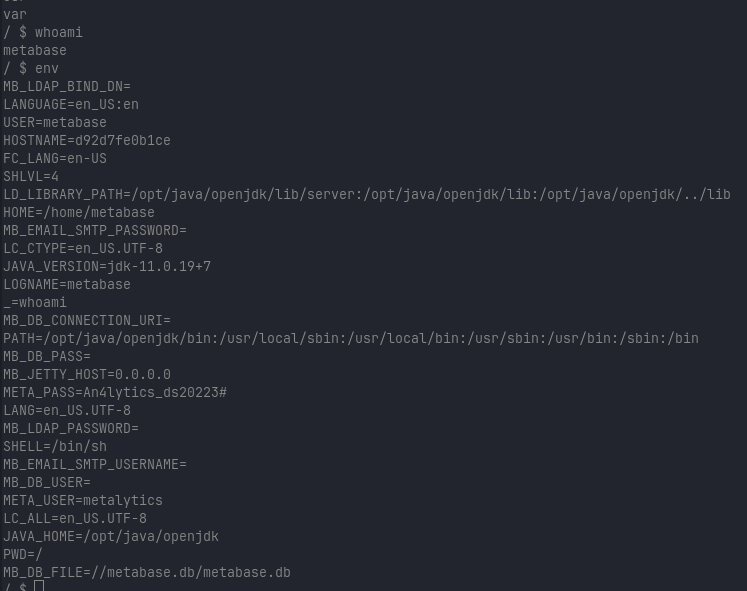 var
/ $ whoami
metabase
/ $ env
MB_LDAP_BIND_DN=
LANGUAGE=en_US:en
USER=metabase
HOSTNAME=d92d7fe0b1ce
FC_LANG=en-US
SHLVL=4
LD_LIBRARY_PATH=/opt/java/openjdk/lib/server:/opt/java/openjdk/lib:/opt/java/openjdk/../lib
HOME=/home/metabase
MB_EMAIL_SMTP_PASSWORD=
LC_CTYPE=en_US.UTF-8
JAVA_VERSION=jdk-11.0.19+7
LOGNAME=metabase
_=whoami
MB_DB_CONNECTION_URI=
PATH=/opt/java/openjdk/bin:/usr/local/sbin:/usr/local/bin:/usr/sbin:/usr/bin:/sbin:/bin
MB_DB_PASS=
MB_JETTY_HOST=0.0.0.0
META_PASS=An4lytics_ds20223#
LANG=en_US.UTF-8
MB_LDAP_PASSWORD=
SHELL=/bin/sh
MB_EMAIL_SMTP_USERNAME=
MB_DB_USER=
META_USER=metalytics
LC_ALL=en_US.UTF-8
JAVA_HOME=/opt/java/openjdk
PWD=/
MB_DB_FILE=//metabase.db/metabase.db
/ $